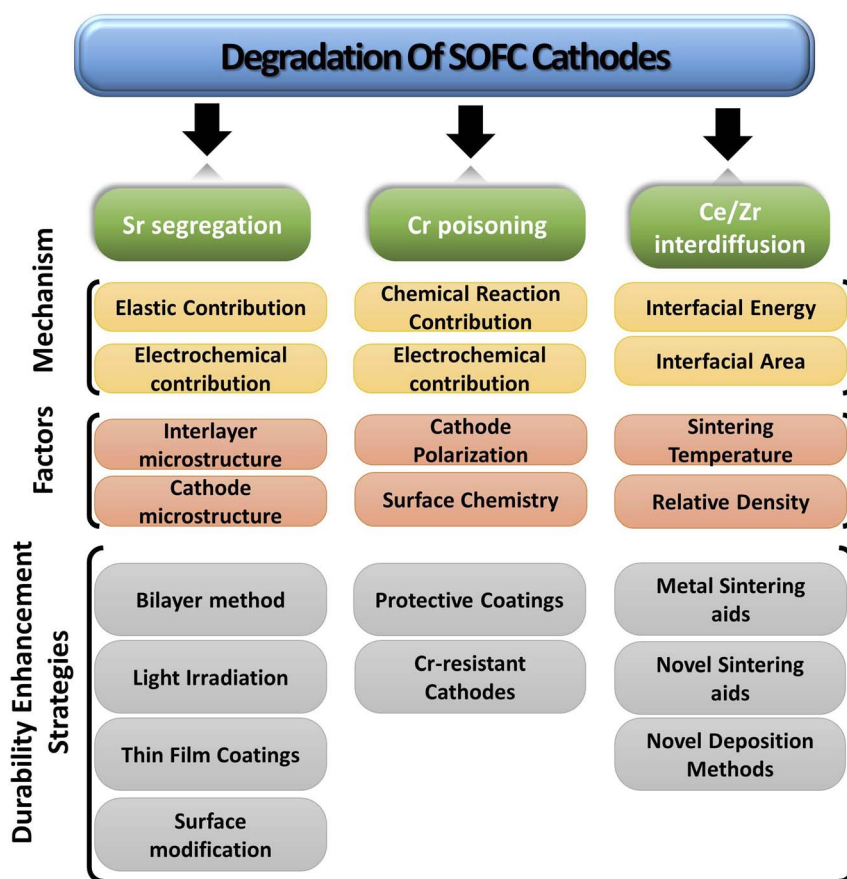 Degradation Of SOFC Cathodes
Sr segregation
Cr poisoning
Ce/Zr
interdiffusion
Mechanism
Elastic Contribution
Chemical Reaction
Contribution
Interfacial Energy
Electrochemical
contribution
Electrochemical
contribution
Interfacial Area
Factors
Interlayer
microstructure
Cathode
Polarization
Sintering
Temperature
Cathode
microstructure
Surface Chemistry
Relative Density
Durability Enhancement
Strategies
Bilayer method
Protective Coatings
Metal Sintering
aids
Light Irradiation
Cr-resistant
Cathodes
Novel Sintering
aids
Thin Film Coatings
Novel Deposition
Methods
Surface
modification